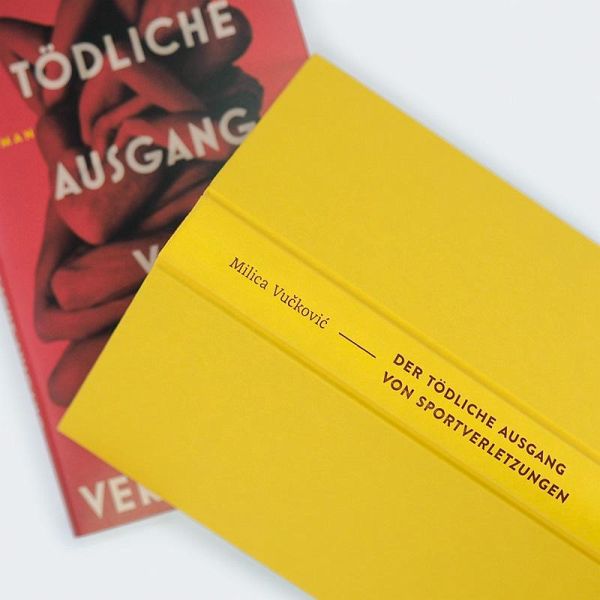 TÖDLICHE
MAN
AUSGANG
V
VER
Milica Vučković
DER TÖDLICHE AUSGANG
VON SPORTVERLETZUNGEN